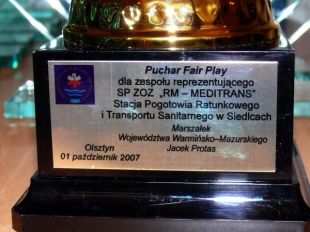 Puchar Fair Play
dla zespołu reprezentującego
SP ZOZ „RM – MEDITRANS"
Stacja Pogotowia Ratunkowego
i Transportu Sanitarnego w Siedlcach
Marszałek
Województwa Warmińsko–Mazurskiego
Olsztyn Jacek Protas
01 październik 2007